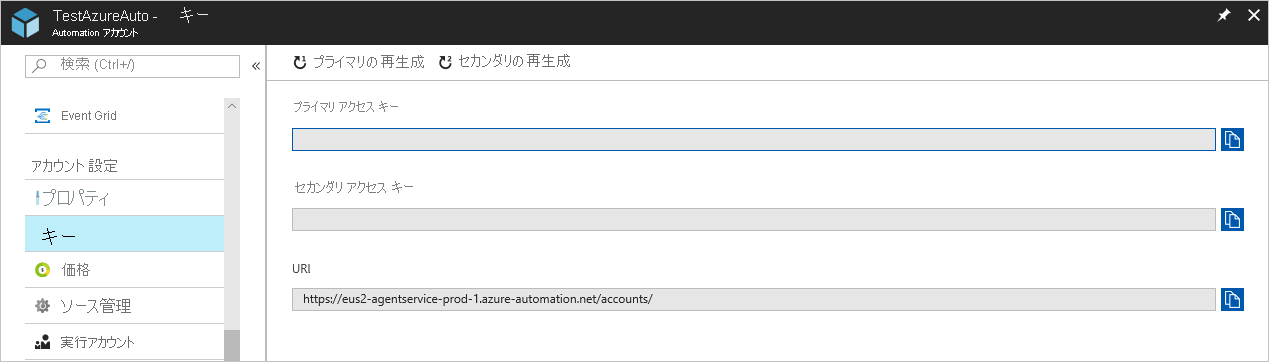 TestAzureAuto - キー
Automation アカウント
検索 (Ctrl+/)
Event Grid
アカウント設定
プロパティ
キー
価格
ソース管理
実行アカウント
プライマリの再生成 セカンダリの再生成
プライマリ アクセス キー
セカンダリ アクセス キー
URI
https://eus2-agentservice-prod-1.azure-automation.net/accounts/